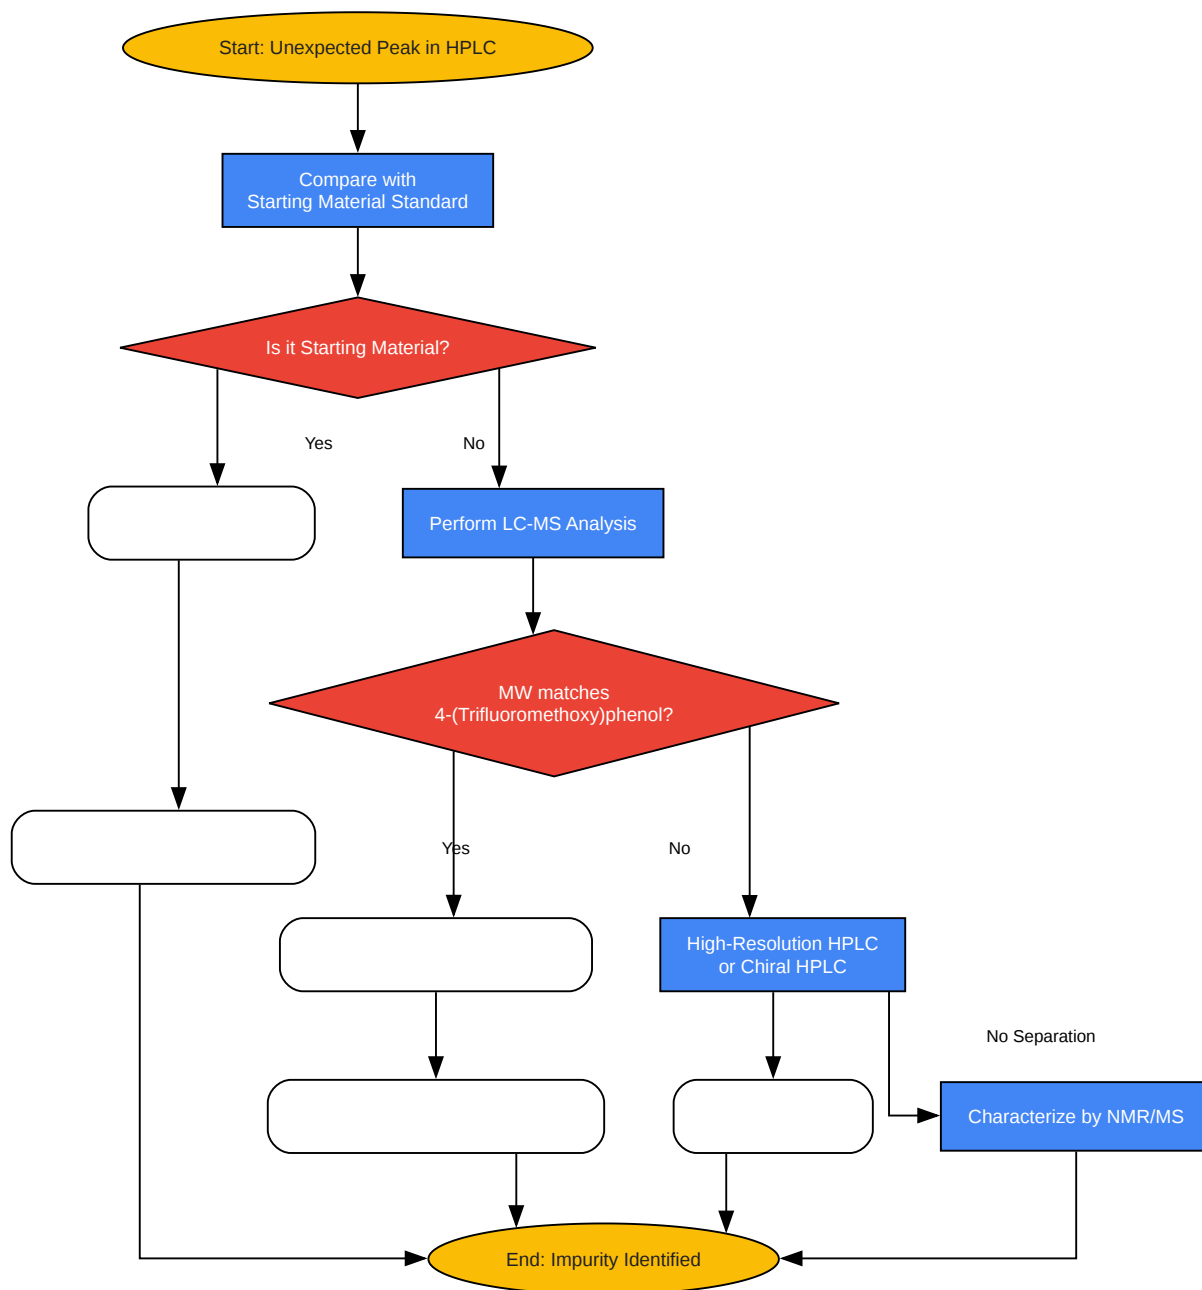 Start: Unexpected Peak in HPLC
Compare with
Starting Material Standard
Is it Starting Material?
Yes
No
Perform LC-MS Analysis
MW matches
4-(Trifluoromethoxy)phenol?
Yes
No
High-Resolution HPLC
or Chiral HPLC
No Separation
Characterize by NMR/MS
End: Impurity Identified